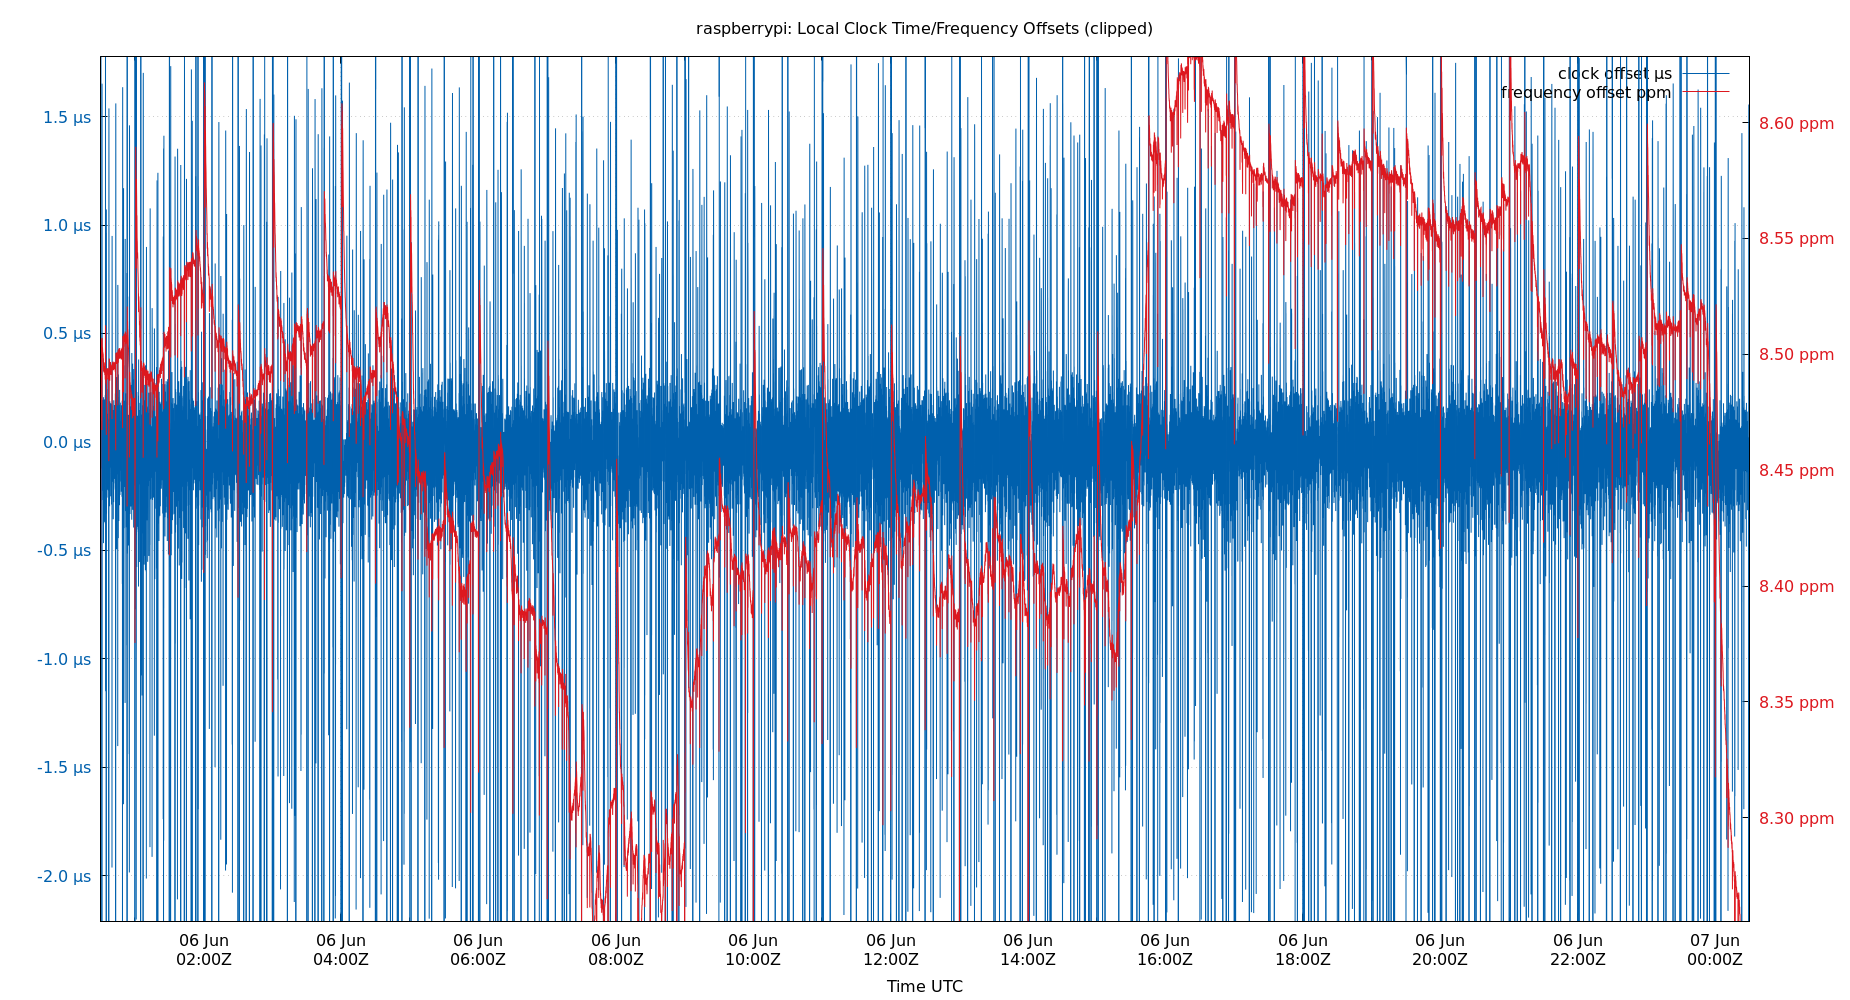 raspberrypi: Local Clock Time/Frequency Offsets (clipped)
clock offset µs
frequency offset ppm
1.5 µs
1.0 µs
0.5 µs
0.0 µs
-0.5 µs
-1.0 µs
-1.5 µs
-2.0 µs
8.60 ppm
8.55 ppm
8.50 ppm
8.45 ppm
8.40 ppm
8.35 ppm
8.30 ppm
06 Jun 06 Jun 06 Jun 06 Jun 06 Jun 06 Jun 06 Jun 06 Jun 06 Jun 06 Jun 06 Jun 07 Jun
02:00Z 04:00Z 06:00Z 08:00Z 10:00Z 12:00Z 14:00Z 16:00Z 18:00Z 20:00Z 22:00Z 00:00Z
Time UTC